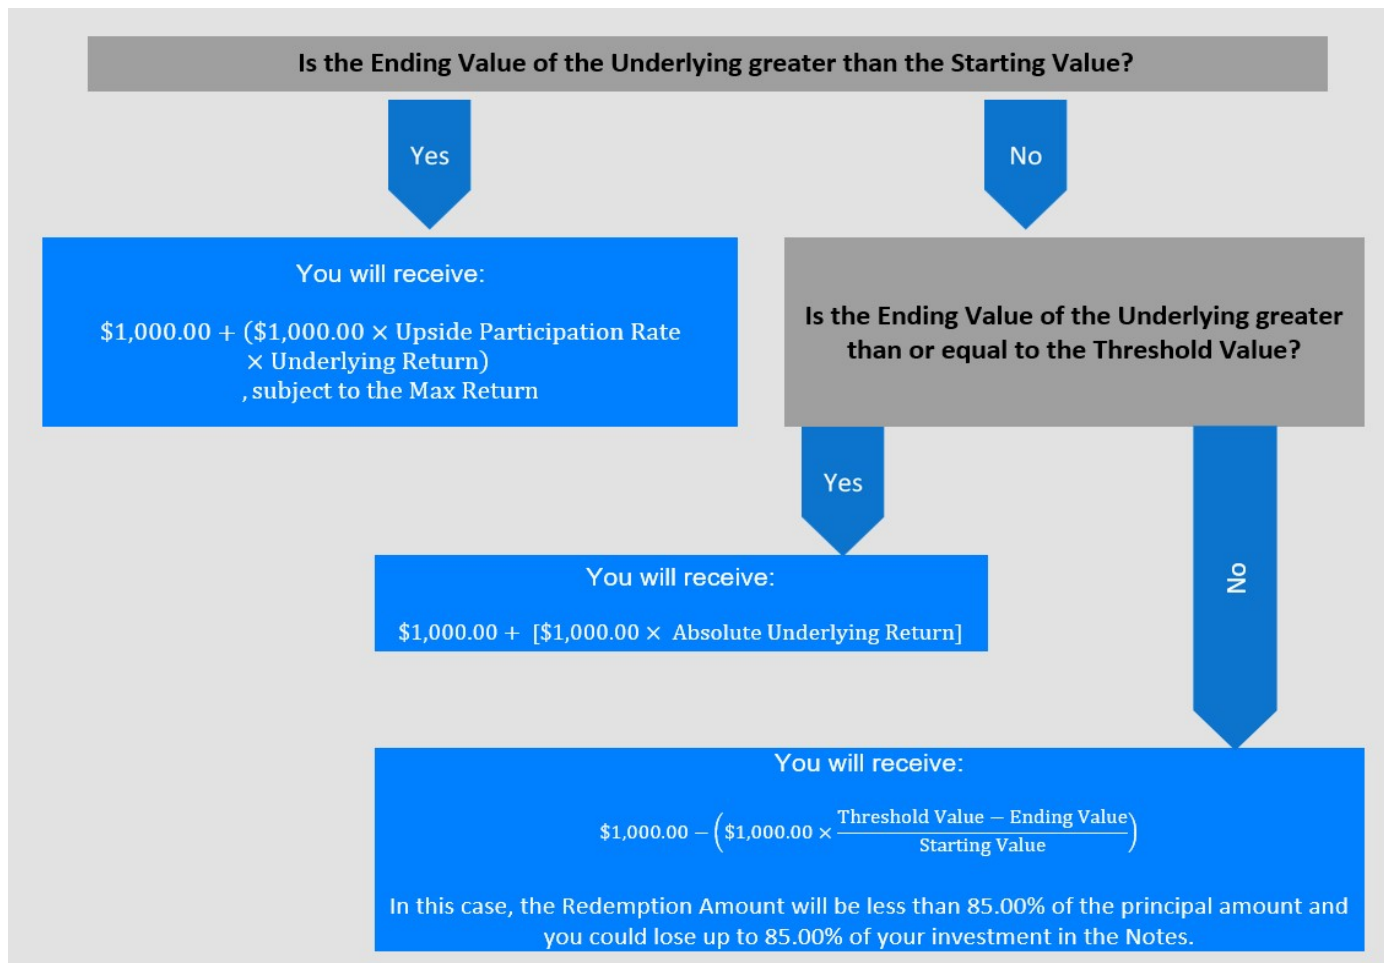 Is the Ending Value of the Underlying greater than the Starting Value?
Yes
No
You will receive:
$1,000.00 + ($1,000.00 × Upside Participation Rate
× Underlying Return)
, subject to the Max Return
Is the Ending Value of the Underlying greater
than or equal to the Threshold Value?
Yes
No
You will receive:
$1,000.00 + [$1,000.00 × Absolute Underlying Return]
You will receive:
$1,000.00 − ($1,000.00 × Threshold Value − Ending Value
Starting Value)
In this case, the Redemption Amount will be less than 85.00% of the principal amount and
you could lose up to 85.00% of your investment in the Notes.